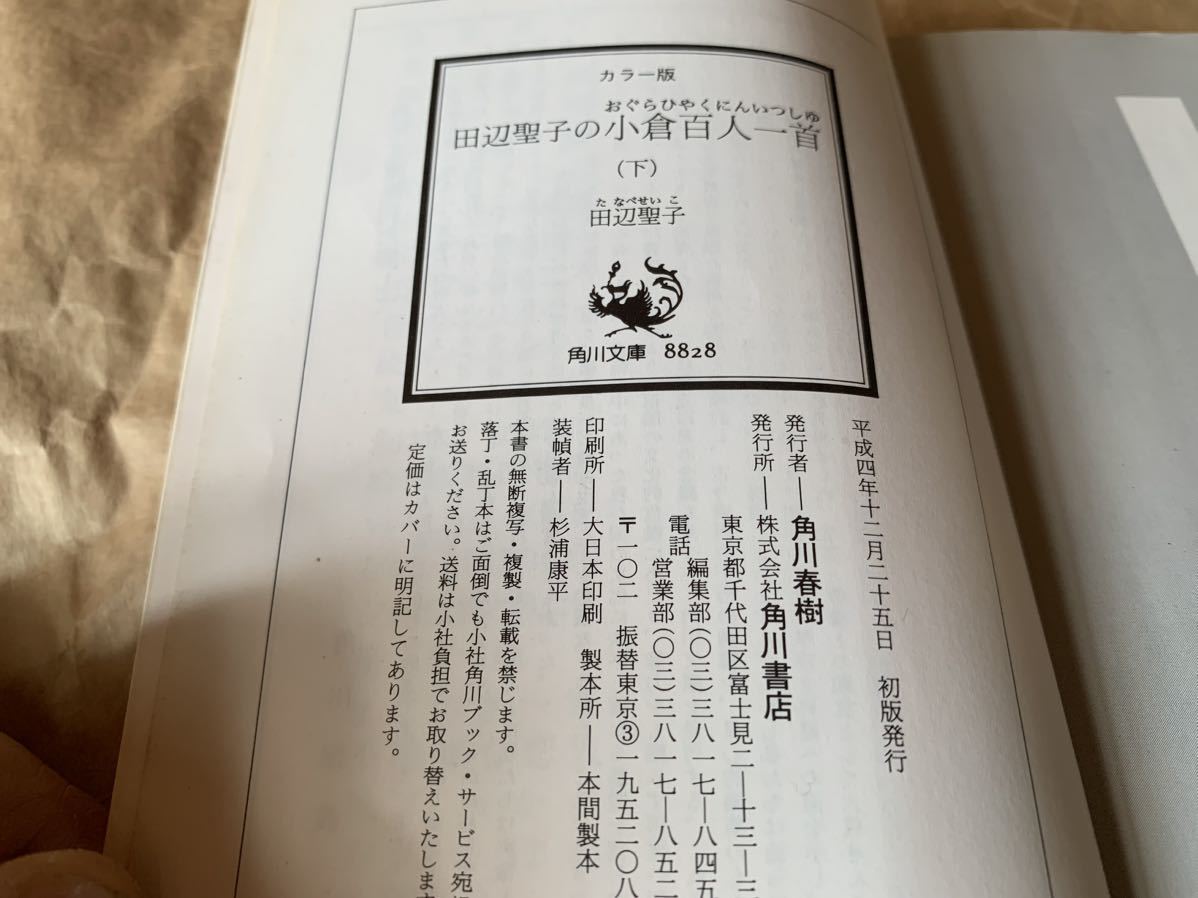 カラー版
おぐらひやくにんいつしゆ
田辺聖子の小倉百人一首
(下)
たなべせいこ
田辺聖子
角川文庫 8828
平成四年十二月二十五日 初版発行
発行者――角川春樹
発行所――株式会社角川書店
東京都千代田区富士見二―十三―三
電話 編集部(〇三)三八一七―八四五
営業部(〇三)三八一七―八五二
〒一〇二 振替東京③一九五二〇八
印刷所――大日本印刷 製本所――本間製本
装幀者――杉浦康平
本書の無断複写・複製・転載を禁じます。
落丁・乱丁本はご面倒でも小社角川ブック・サービス宛
お送りください。送料は小社負担でお取り替えいたします
定価はカバーに明記してあります。